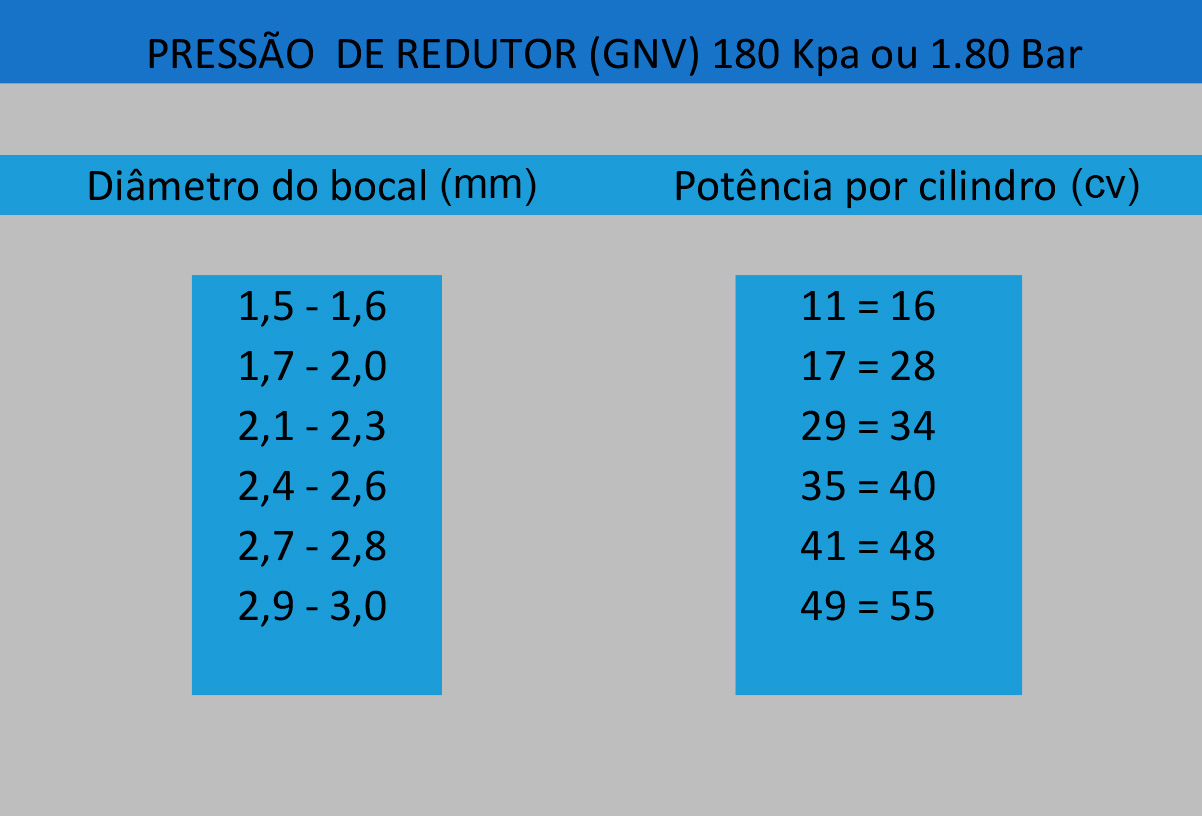 PRESSÃO DE REDUTOR (GNV) 180 Kpa ou 1.80 Bar
Diâmetro do bocal (mm) Potência por cilindro (cv)
1,5 - 1,6 11 = 16
1,7 - 2,0 17 = 28
2,1 - 2,3 29 = 34
2,4 - 2,6 35 = 40
2,7 - 2,8 41 = 48
2,9 - 3,0 49 = 55